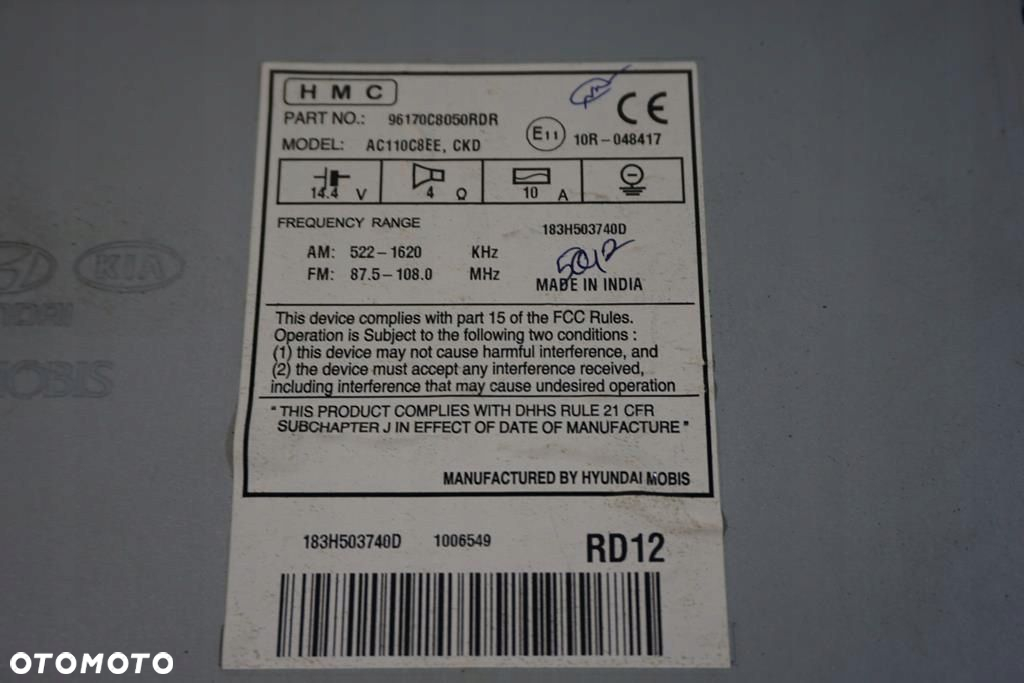 HMC
PART NO.: 96170C8050RDR
MODEL: AC110C8EE, CKD
CE
E11
10R-048417
14.4 V
4 Ω
10 A
FREQUENCY RANGE
AM: 522-1620 KHz
FM: 87.5-108.0 MHz
183H503740D
5012
MADE IN INDIA
This device complies with part 15 of the FCC Rules.
Operation is Subject to the following two conditions :
(1) this device may not cause harmful interference, and
(2) the device must accept any interference received,
including interference that may cause undesired operation
"THIS PRODUCT COMPLIES WITH DHHS RULE 21 CFR
SUBCHAPTER J IN EFFECT OF DATE OF MANUFACTURE"
MANUFACTURED BY HYUNDAI MOBIS
183H503740D 1006549 RD12
KIA
MOBIS
OTOMOTO